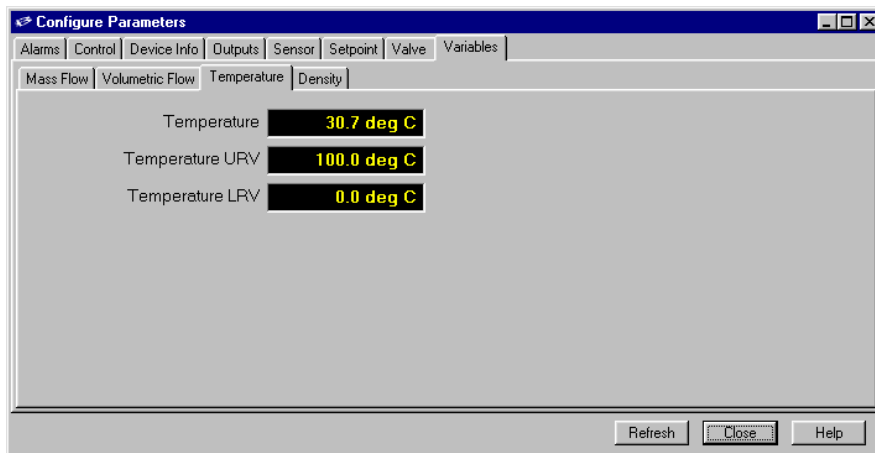 Configure Parameters
Alarms Control Device Info Outputs Sensor Setpoint Valve Variables
Mass Flow Volumetric Flow Temperature Density
Temperature 30.7 deg C
Temperature URV 100.0 deg C
Temperature LRV 0.0 deg C
Refresh Close Help